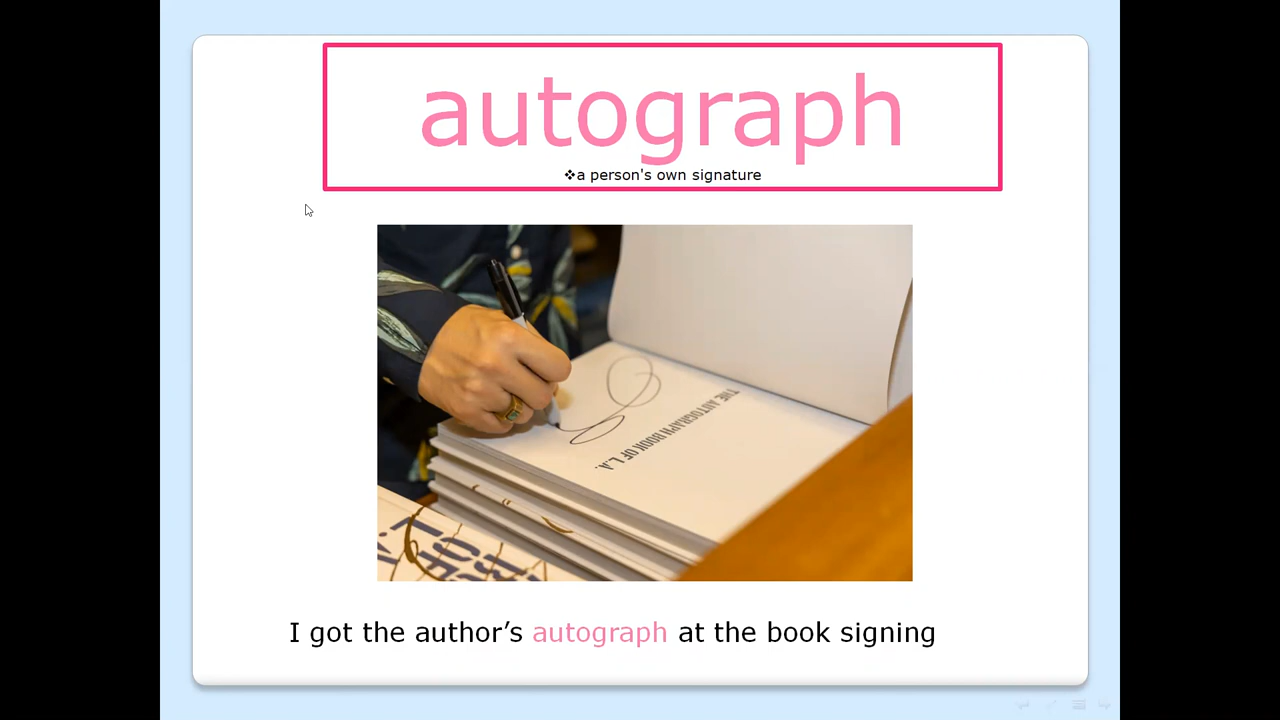 autograph
❖a person's own signature
THE AUTOGRAPH BOOK OF L.A.
I got the author’s autograph at the book signing